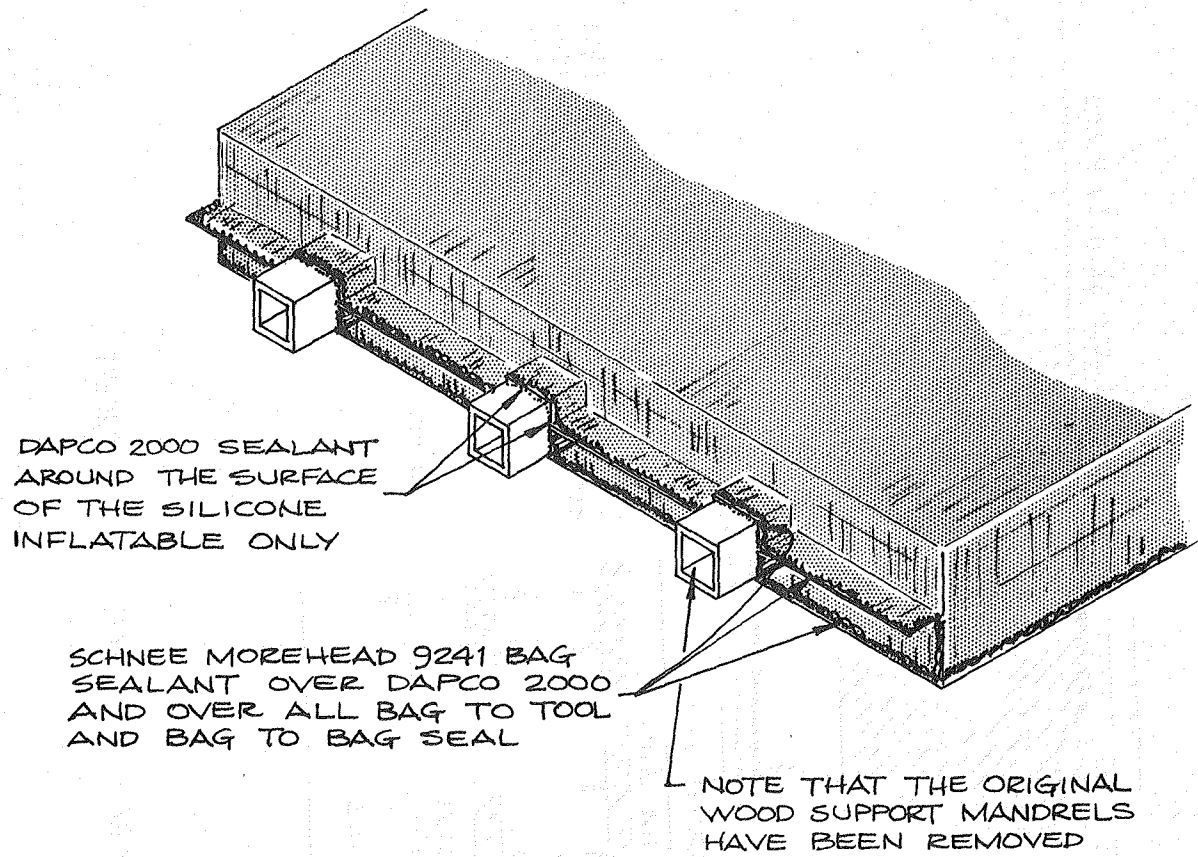 DAPCO 2000 SEALANT
AROUND THE SURFACE
OF THE SILICONE
INFLATABLE ONLY
SCHNEE MOREHEAD 9241 BAG
SEALANT OVER DAPCO 2000
AND OVER ALL BAG TO TOOL
AND BAG TO BAG SEAL
NOTE THAT THE ORIGINAL
WOOD SUPPORT MANDRELS
HAVE BEEN REMOVED